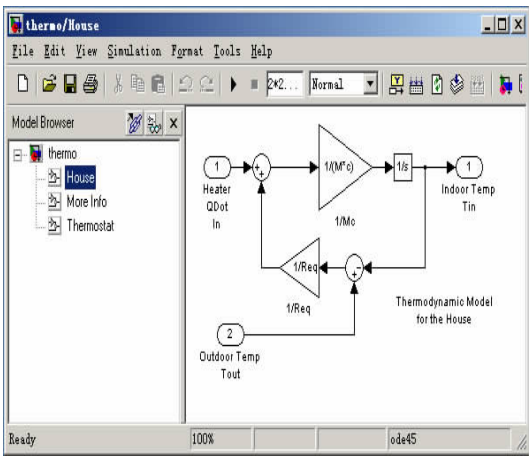 thermo/House
File Edit View Simulation Format Tools Help
2*2... Normal
Model Browser
thermo
House
More Info
Thermostat
1
Heater
QDot
In
1/(M*c)
1/Mc
1/s
1
Indoor Temp
Tin
1/Req
1/Req
2
Outdoor Temp
Tout
Thermodynamic Model
for the House
Ready 100% ode45